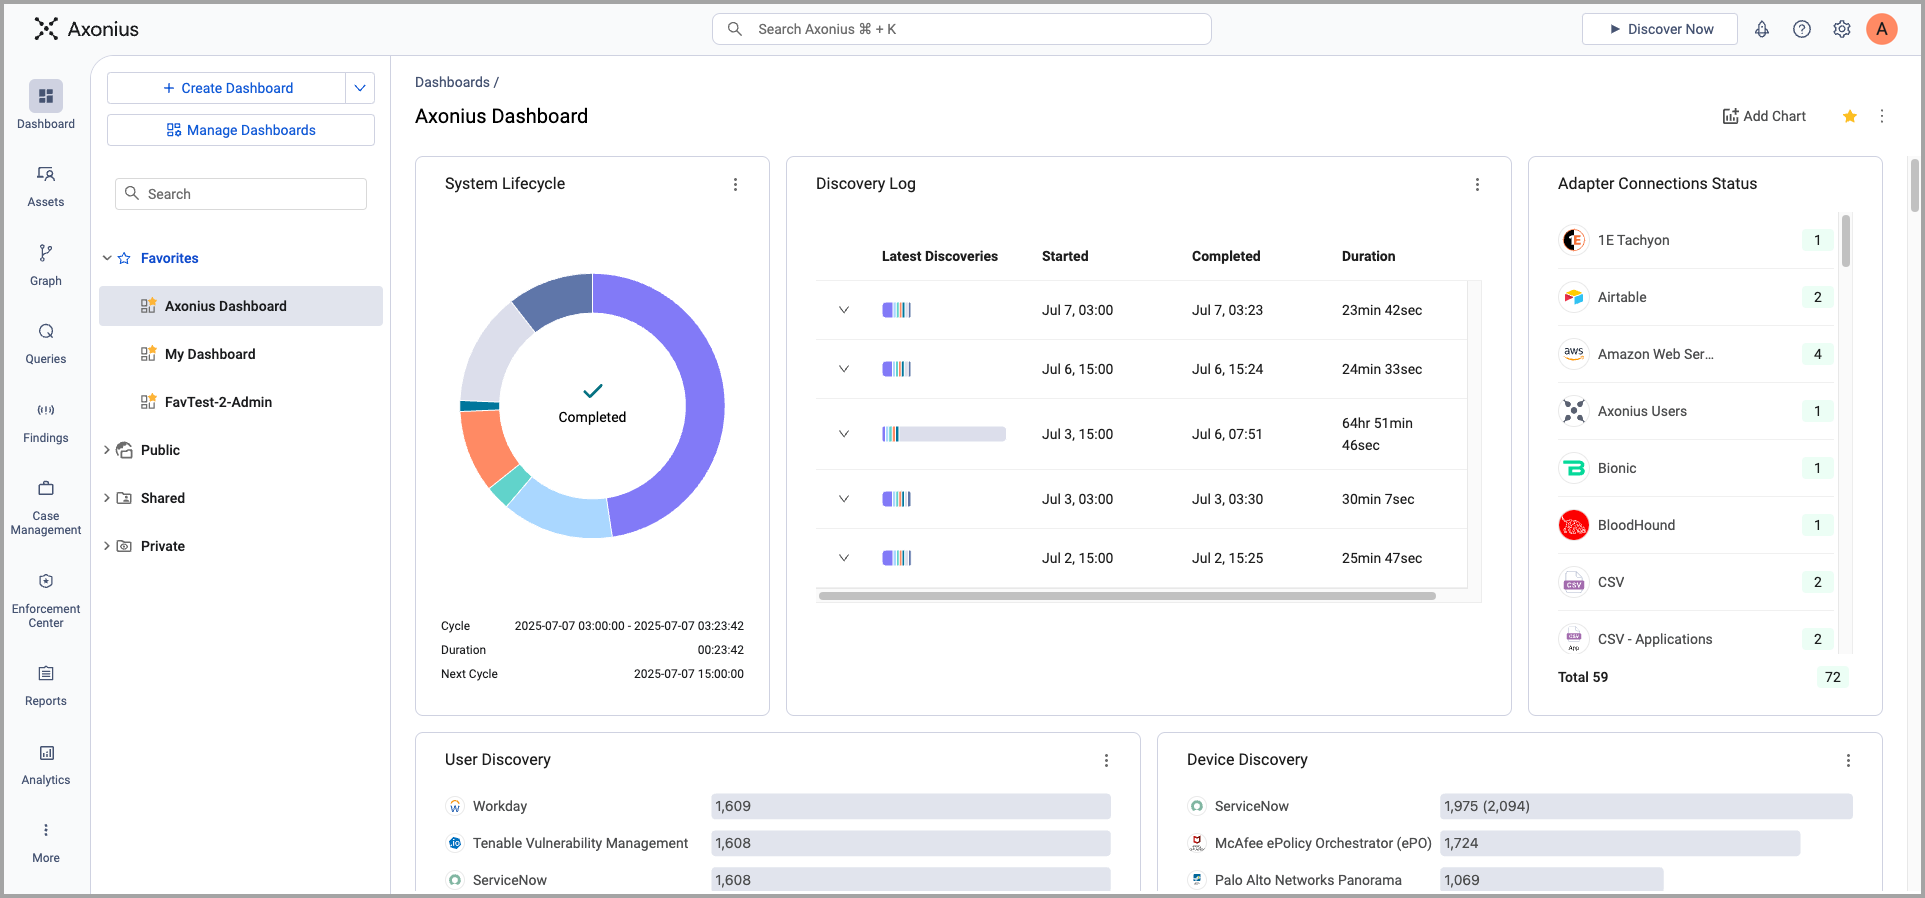 Axonius
Search Axonius ⌘ + K
Discover Now
A
Dashboard
Assets
Graph
Queries
Findings
Case
Management
Enforcement
Center
Reports
Analytics
More
+ Create Dashboard
Manage Dashboards
Search
Favorites
Axonius Dashboard
My Dashboard
FavTest-2-Admin
Public
Shared
Private
Dashboards /
Axonius Dashboard
Add Chart
System Lifecycle
Completed
Cycle 2025-07-07 03:00:00 - 2025-07-07 03:23:42
Duration 00:23:42
Next Cycle 2025-07-07 15:00:00
Discovery Log
Latest Discoveries Started Completed Duration
Jul 7, 03:00 Jul 7, 03:23 23min 42sec
Jul 6, 15:00 Jul 6, 15:24 24min 33sec
Jul 3, 15:00 Jul 6, 07:51 64hr 51min
46sec
Jul 3, 03:00 Jul 3, 03:30 30min 7sec
Jul 2, 15:00 Jul 2, 15:25 25min 47sec
Adapter Connections Status
1E 1E Tachyon 1
Airtable 2
aws Amazon Web Ser... 4
Axonius Users 1
Bionic 1
BloodHound 1
CSV CSV 2
CSV App CSV - Applications 2
Total 59 72
User Discovery
Workday 1,609
Tenable Vulnerability Management 1,608
ServiceNow 1,608
Device Discovery
ServiceNow 1,975 (2,094)
McAfee ePolicy Orchestrator (ePO) 1,724
Palo Alto Networks Panorama 1,069